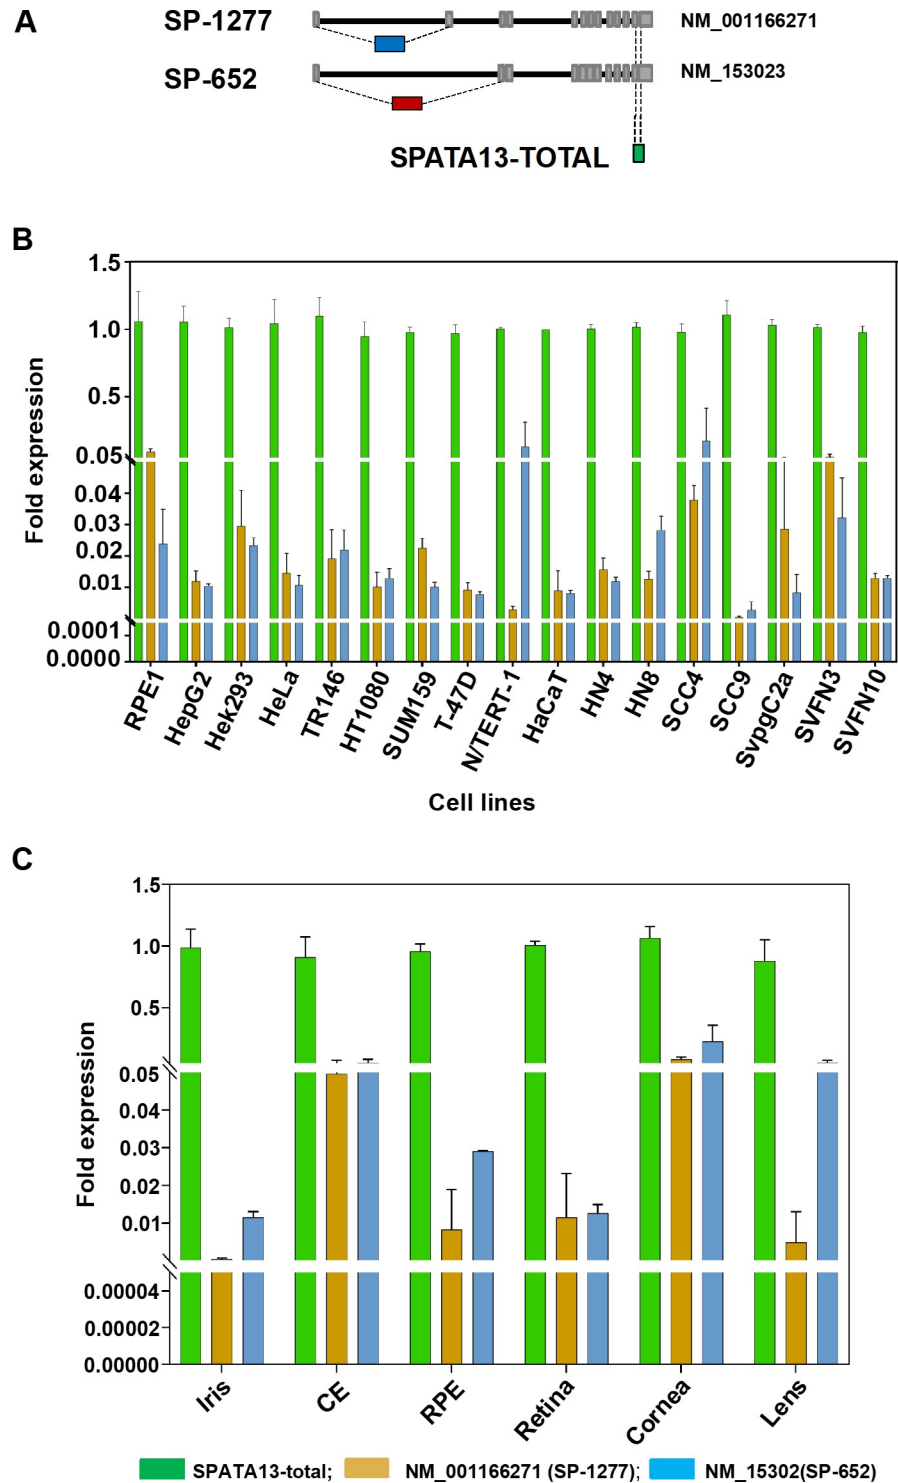 A
SP-1277 NM_001166271
SP-652 NM_153023
SPATA13-TOTAL
B
1.5
1.0
0.5
0.05
0.04
0.03
0.02
0.01
0.0001
0.0000
Fold expression
RPE1 HepG2 Hek293 HeLa TR146 HT1080 SUM159 T-47D N/TERT-1 HaCaT HN4 HN8 SCC4 SCC9 SvpgC2a SVFN3 SVFN10
Cell lines
C
1.5
1.0
0.5
0.05
0.04
0.03
0.02
0.01
0.00004
0.00002
0.00000
Fold expression
Iris CE RPE Retina Cornea Lens
SPATA13-total; NM_001166271 (SP-1277); NM_15302(SP-652)